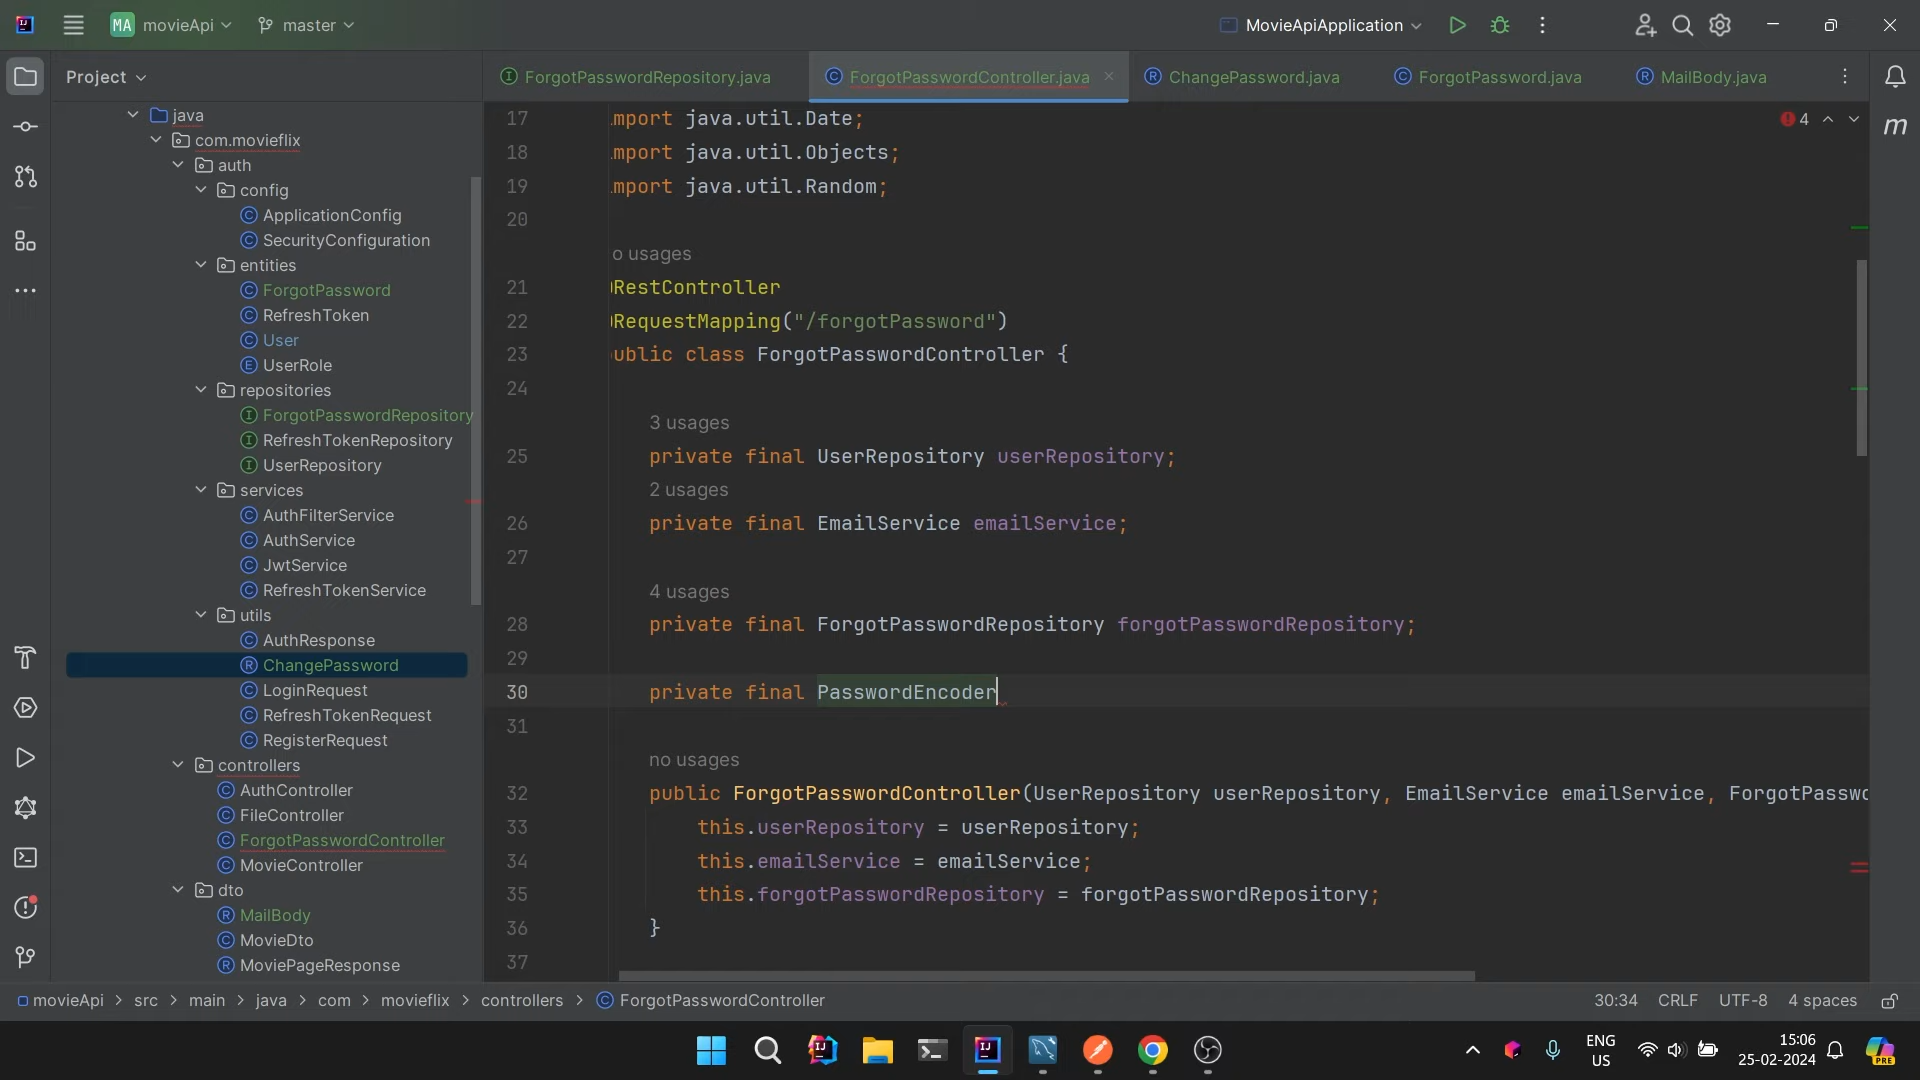 MA movieApi master MovieApiApplication
Project
ForgotPasswordRepository.java ForgotPasswordController.java ChangePassword.java ForgotPassword.java MailBody.java
java
com.movieflix
auth
config
ApplicationConfig
SecurityConfiguration
entities
ForgotPassword
RefreshToken
User
UserRole
repositories
ForgotPasswordRepository
RefreshTokenRepository
UserRepository
services
AuthFilterService
AuthService
JwtService
RefreshTokenService
utils
AuthResponse
ChangePassword
LoginRequest
RefreshTokenRequest
RegisterRequest
controllers
AuthController
FileController
ForgotPasswordController
MovieController
dto
MailBody
MovieDto
MoviePageResponse
4
17 mport java.util.Date;
18 mport java.util.Objects;
19 mport java.util.Random;
20
o usages
21 RestController
22 RequestMapping("/forgotPassword")
23 ublic class ForgotPasswordController {
24
3 usages
25 private final UserRepository userRepository;
2 usages
26 private final EmailService emailService;
27
4 usages
28 private final ForgotPasswordRepository forgotPasswordRepository;
29
30 private final PasswordEncoder
31
no usages
32 public ForgotPasswordController(UserRepository userRepository, EmailService emailService, ForgotPassw
33 this.userRepository = userRepository;
34 this.emailService = emailService;
35 this.forgotPasswordRepository = forgotPasswordRepository;
36 }
37
m
movieApi > src > main > java > com > movieflix > controllers > ForgotPasswordController 30:34 CRLF UTF-8 4 spaces
ENG
US
15:06
25-02-2024
PRE